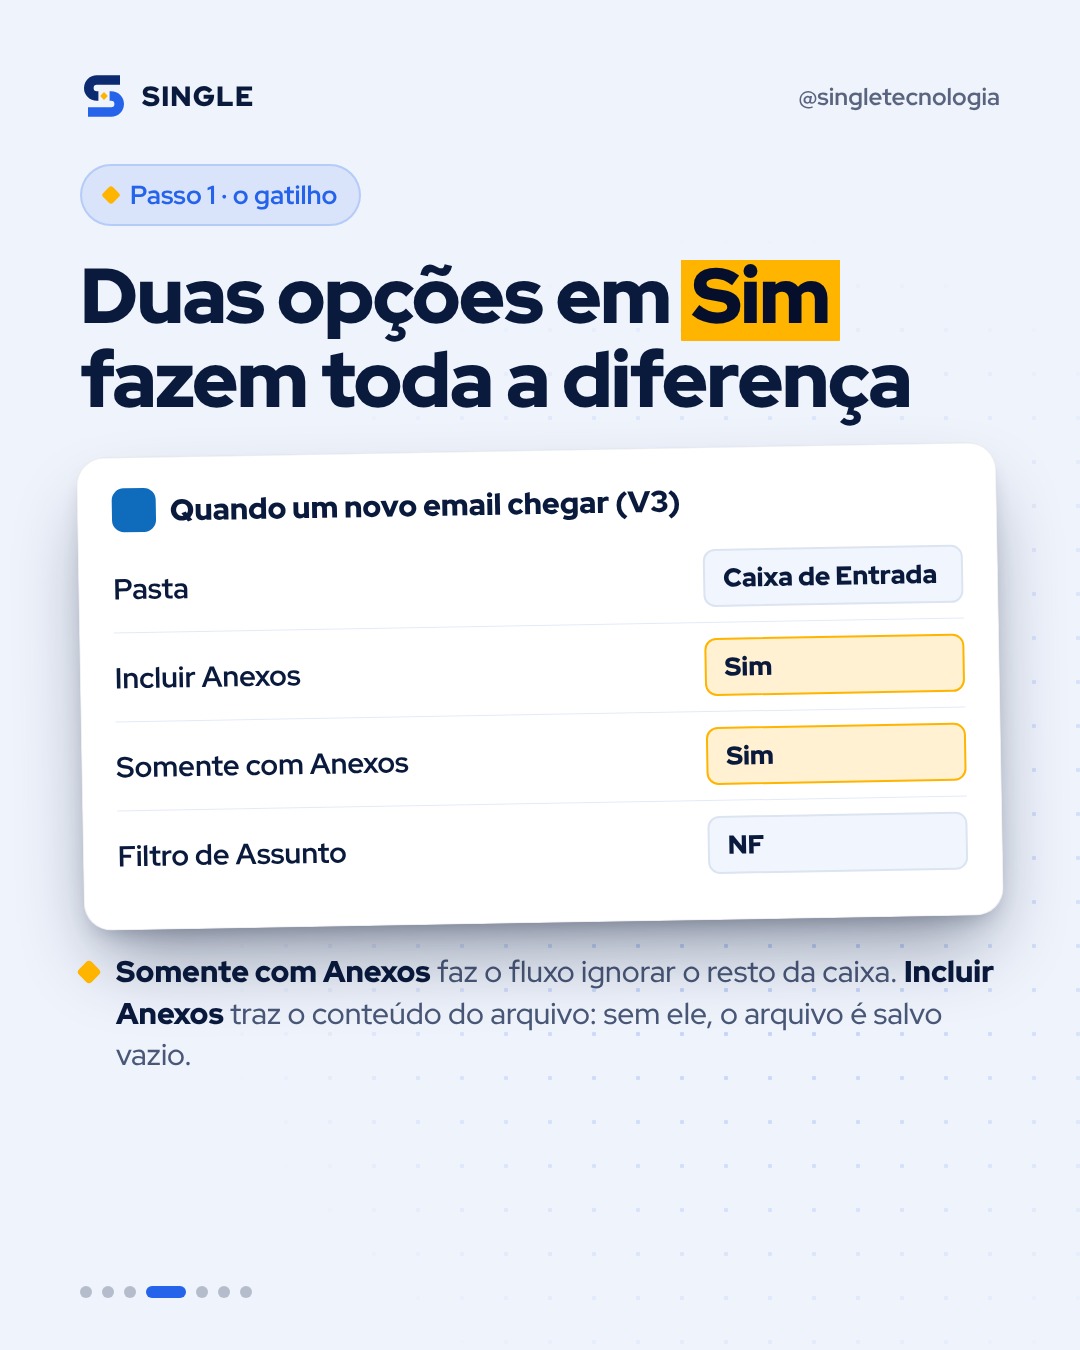 SINGLE
@singletecnologia
Passo 1 · o gatilho
Duas opções em Sim
fazem toda a diferença
Quando um novo email chegar (V3)
Pasta Caixa de Entrada
Incluir Anexos Sim
Somente com Anexos Sim
Filtro de Assunto NF
Somente com Anexos faz o fluxo ignorar o resto da caixa. Incluir
Anexos traz o conteúdo do arquivo: sem ele, o arquivo é salvo
vazio.